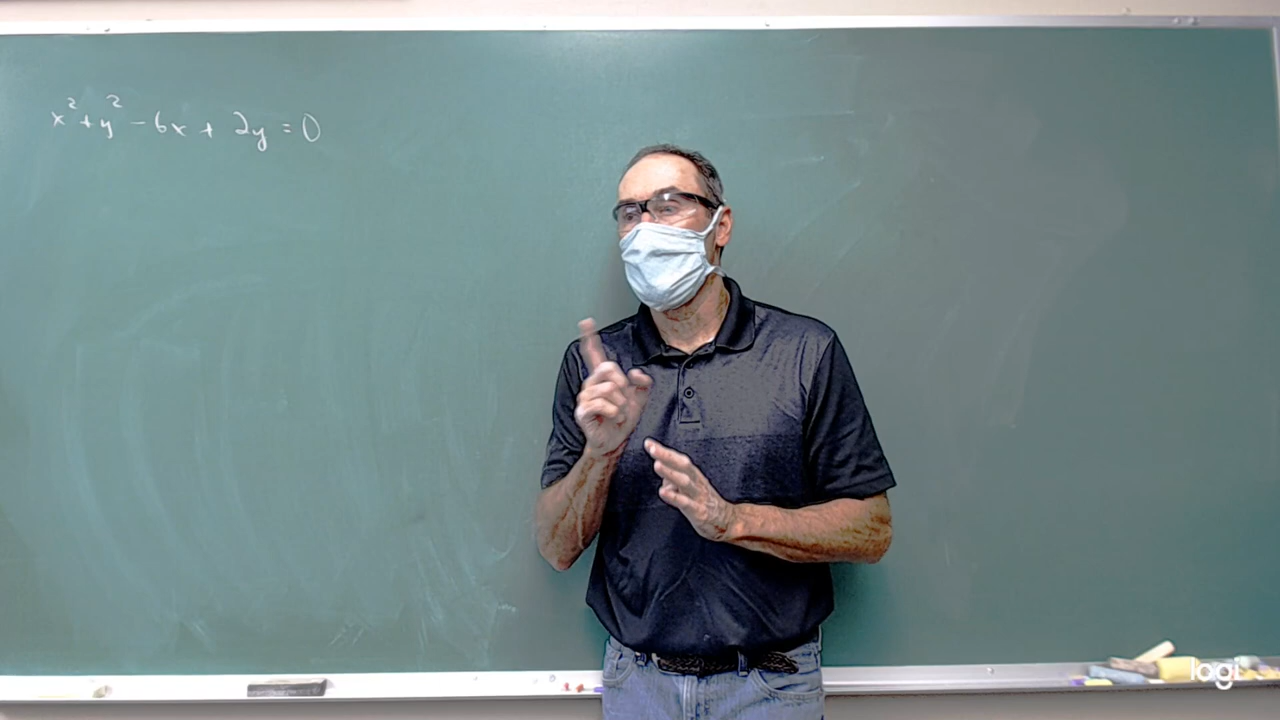 x² + y² - 6x + 2y = 0
logi